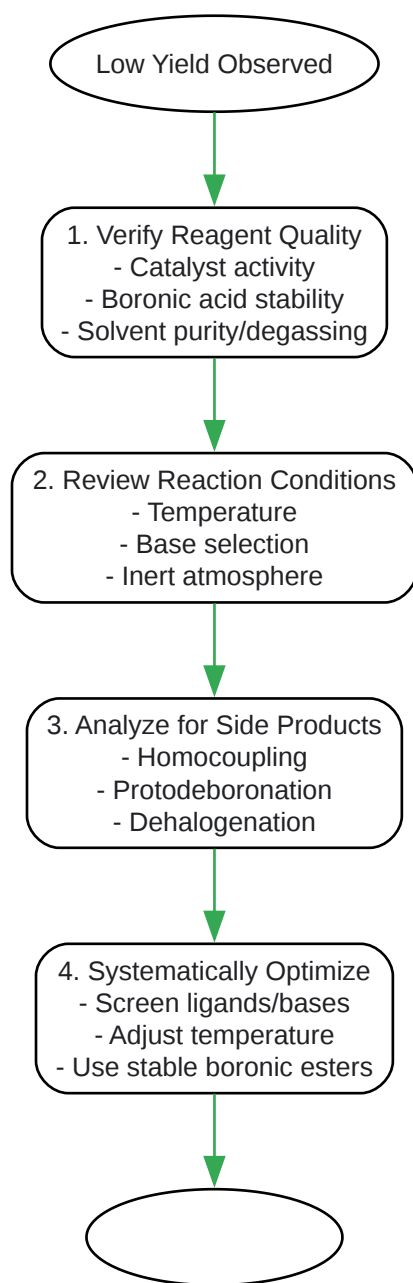 Low Yield Observed
1. Verify Reagent Quality
- Catalyst activity
- Boronic acid stability
- Solvent purity/degassing
2. Review Reaction Conditions
- Temperature
- Base selection
- Inert atmosphere
3. Analyze for Side Products
- Homocoupling
- Protodeboronation
- Dehalogenation
4. Systematically Optimize
- Screen ligands/bases
- Adjust temperature
- Use stable boronic esters